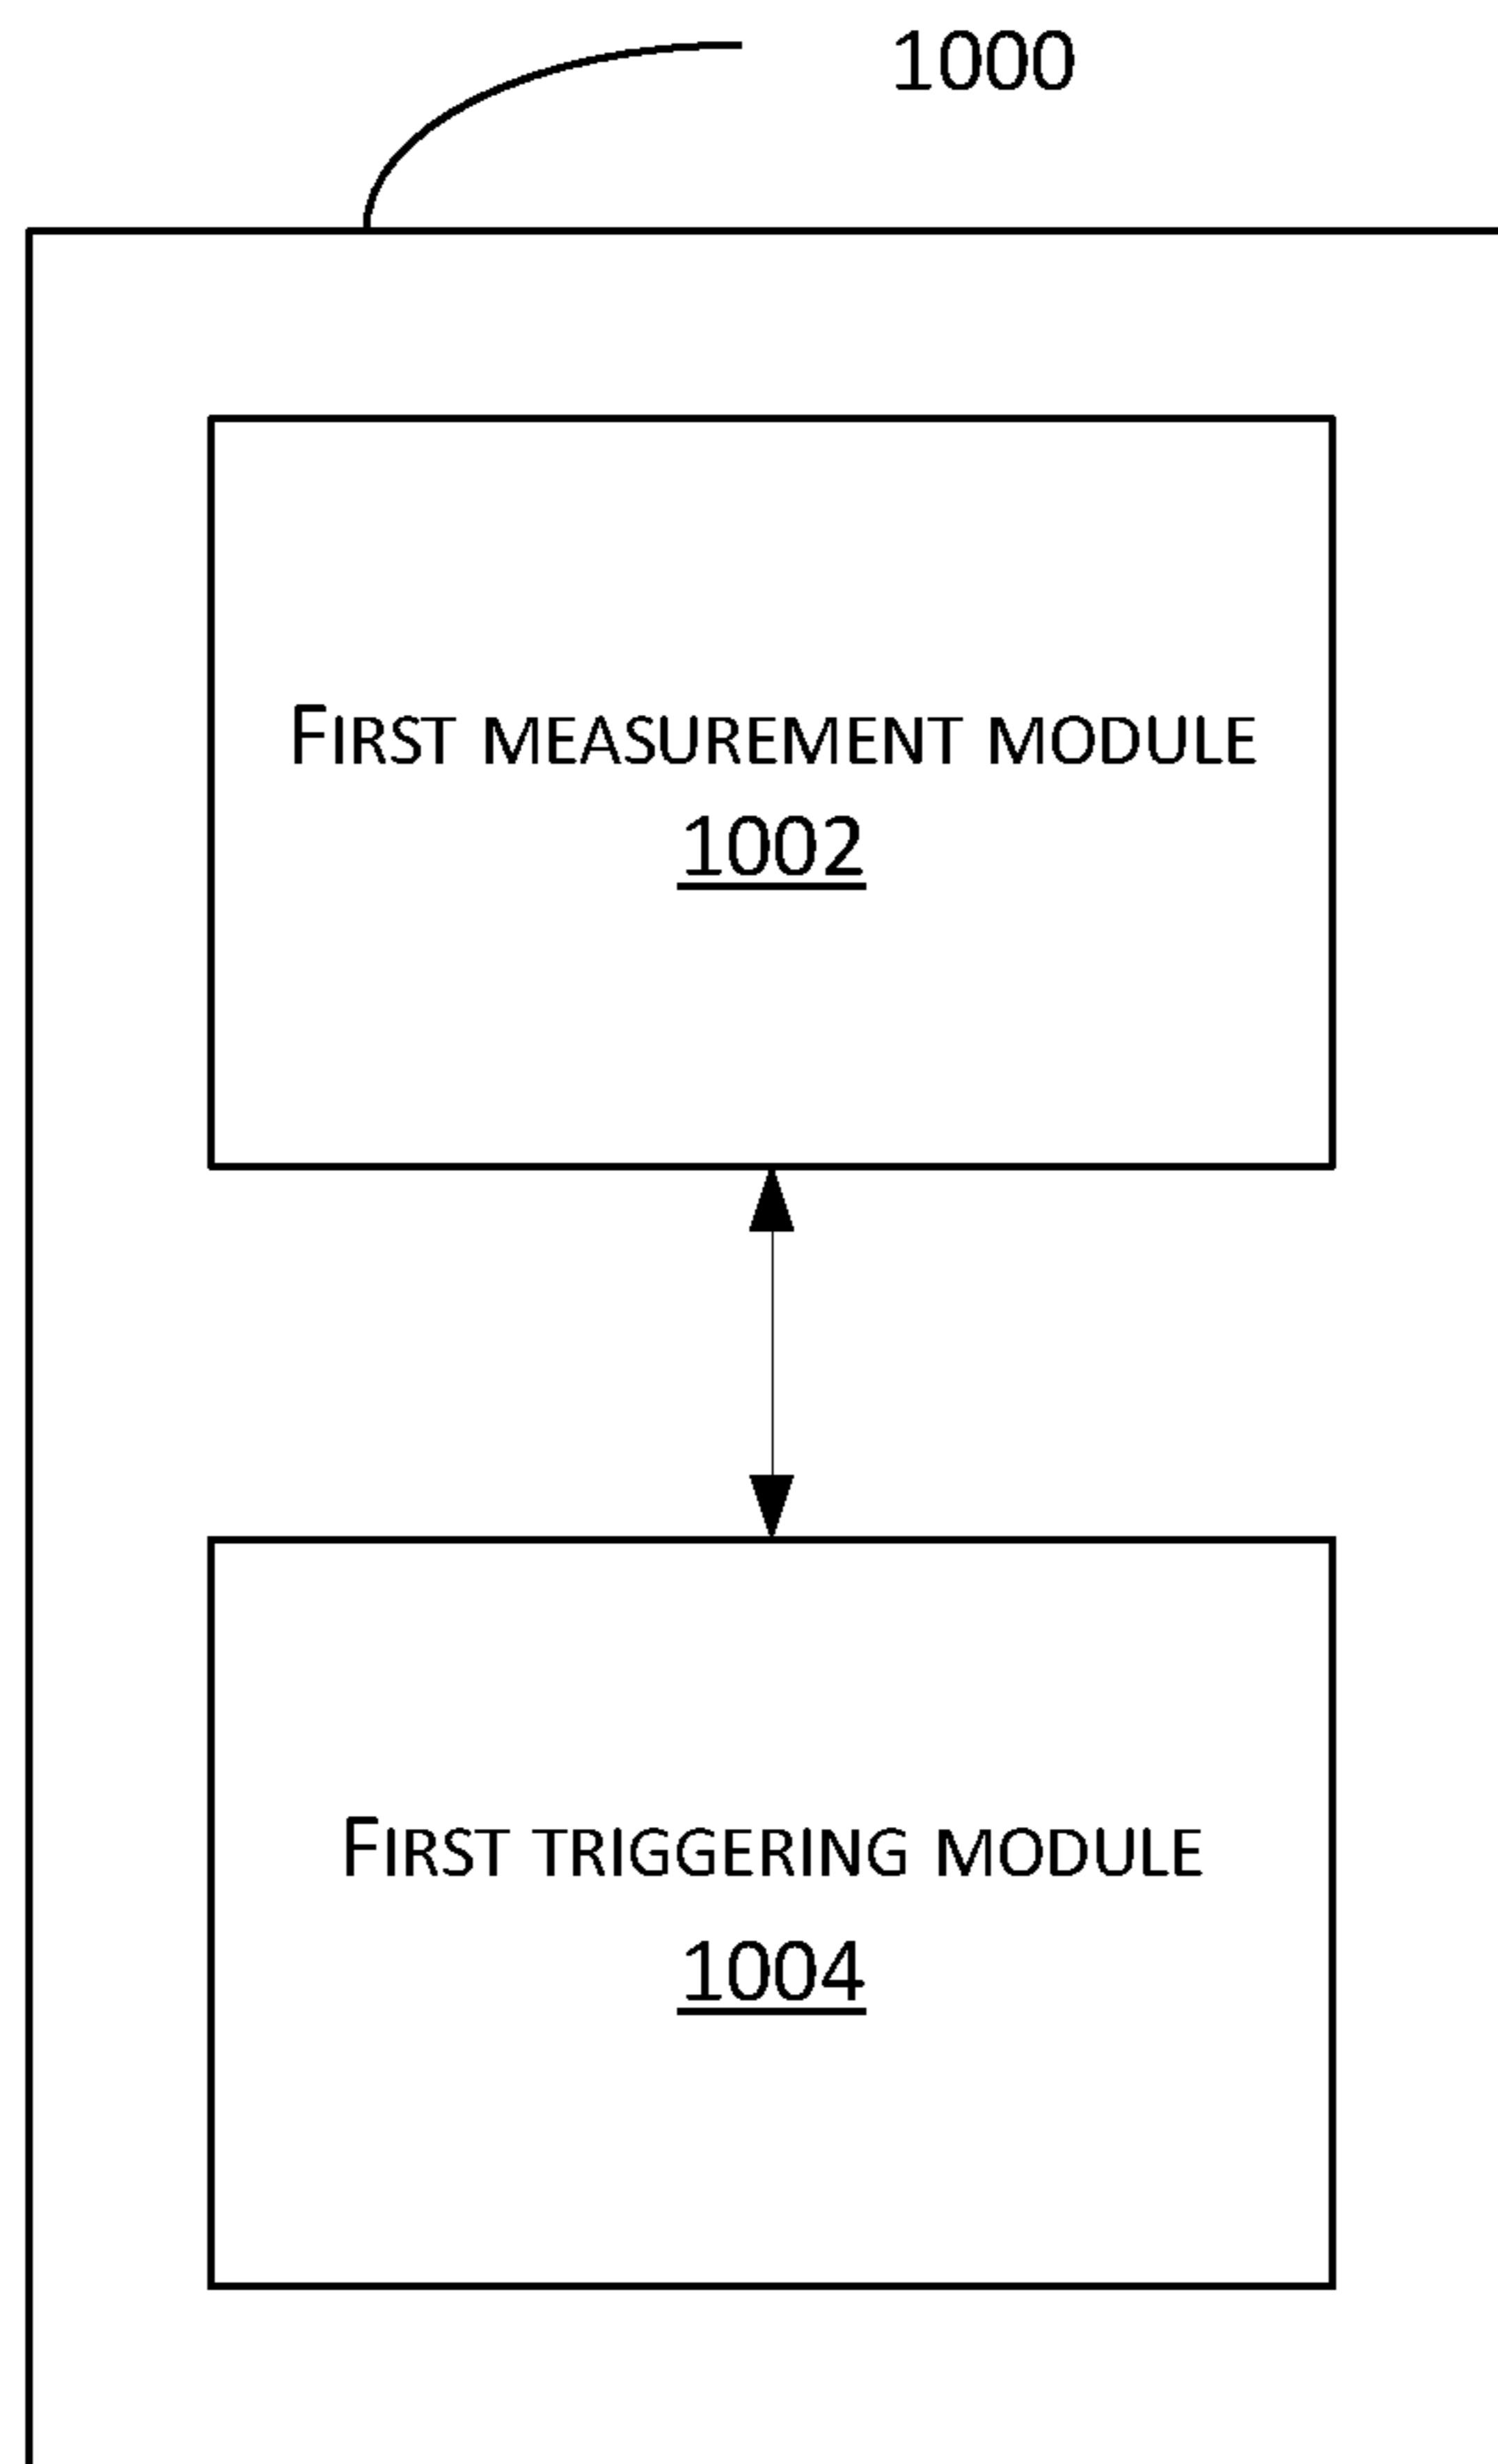 1000
First measurement module
1002
First triggering module
1004